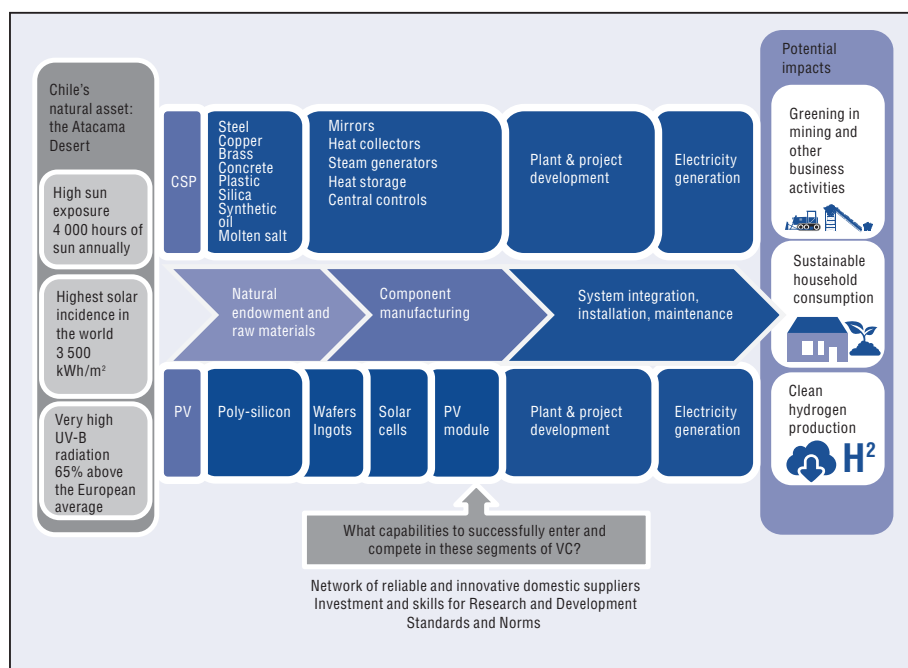 Chile's
natural asset:
the Atacama
Desert
High sun
exposure
4 000 hours of
sun annually
Highest solar
incidence in
the world
3 500
kWh/m²
Very high
UV-B
radiation
65% above
the European
average
CSP
Steel
Copper
Brass
Concrete
Plastic
Silica
Synthetic
oil
Molten salt
Mirrors
Heat collectors
Steam generators
Heat storage
Central controls
Plant & project
development
Electricity
generation
Natural
endowment and
raw materials
Component
manufacturing
System integration,
installation, maintenance
PV
Poly-silicon
Wafers
Ingots
Solar
cells
PV
module
Plant & project
development
Electricity
generation
What capabilities to successfully enter and
compete in these segments of VC?
Network of reliable and innovative domestic suppliers
Investment and skills for Research and Development
Standards and Norms
Potential
impacts
Greening in
mining and
other
business
activities
Sustainable
household
consumption
Clean
hydrogen
production
H²